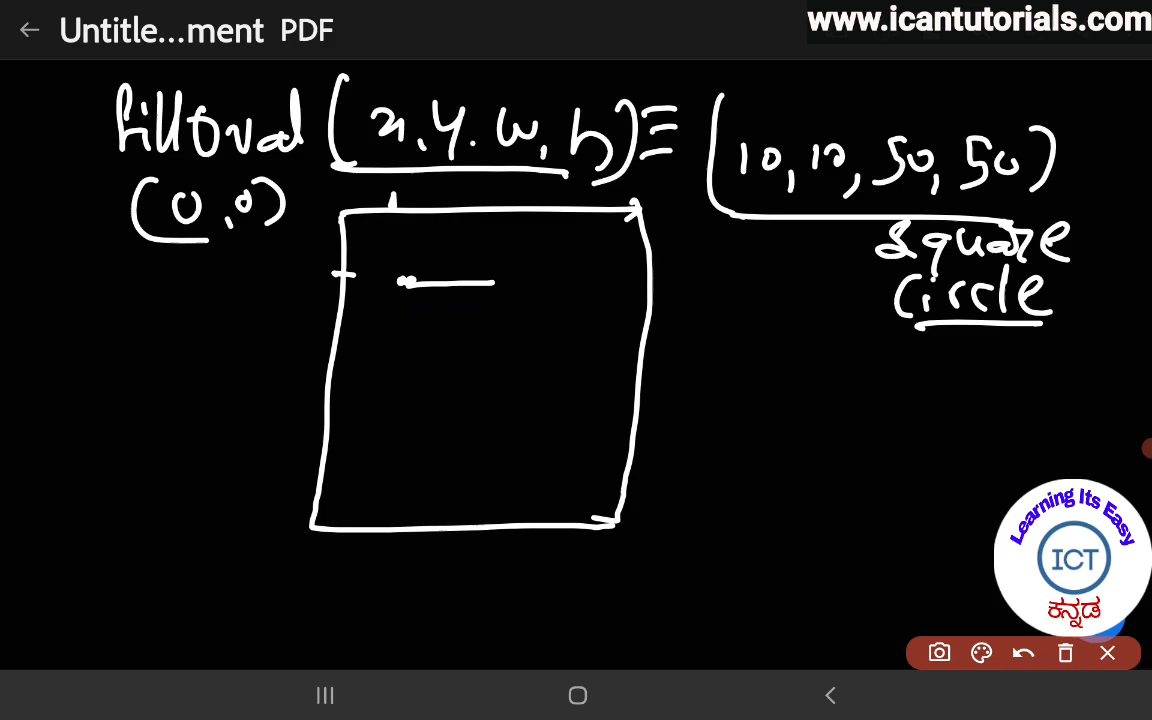 Untitle...ment PDF
www.icantutorials.com
fillOval (x, y. w, h) ≡ (10, 10, 50, 50)
(0,0)
square
circle
Learning Its Easy
ICT
ಕನ್ನಡ